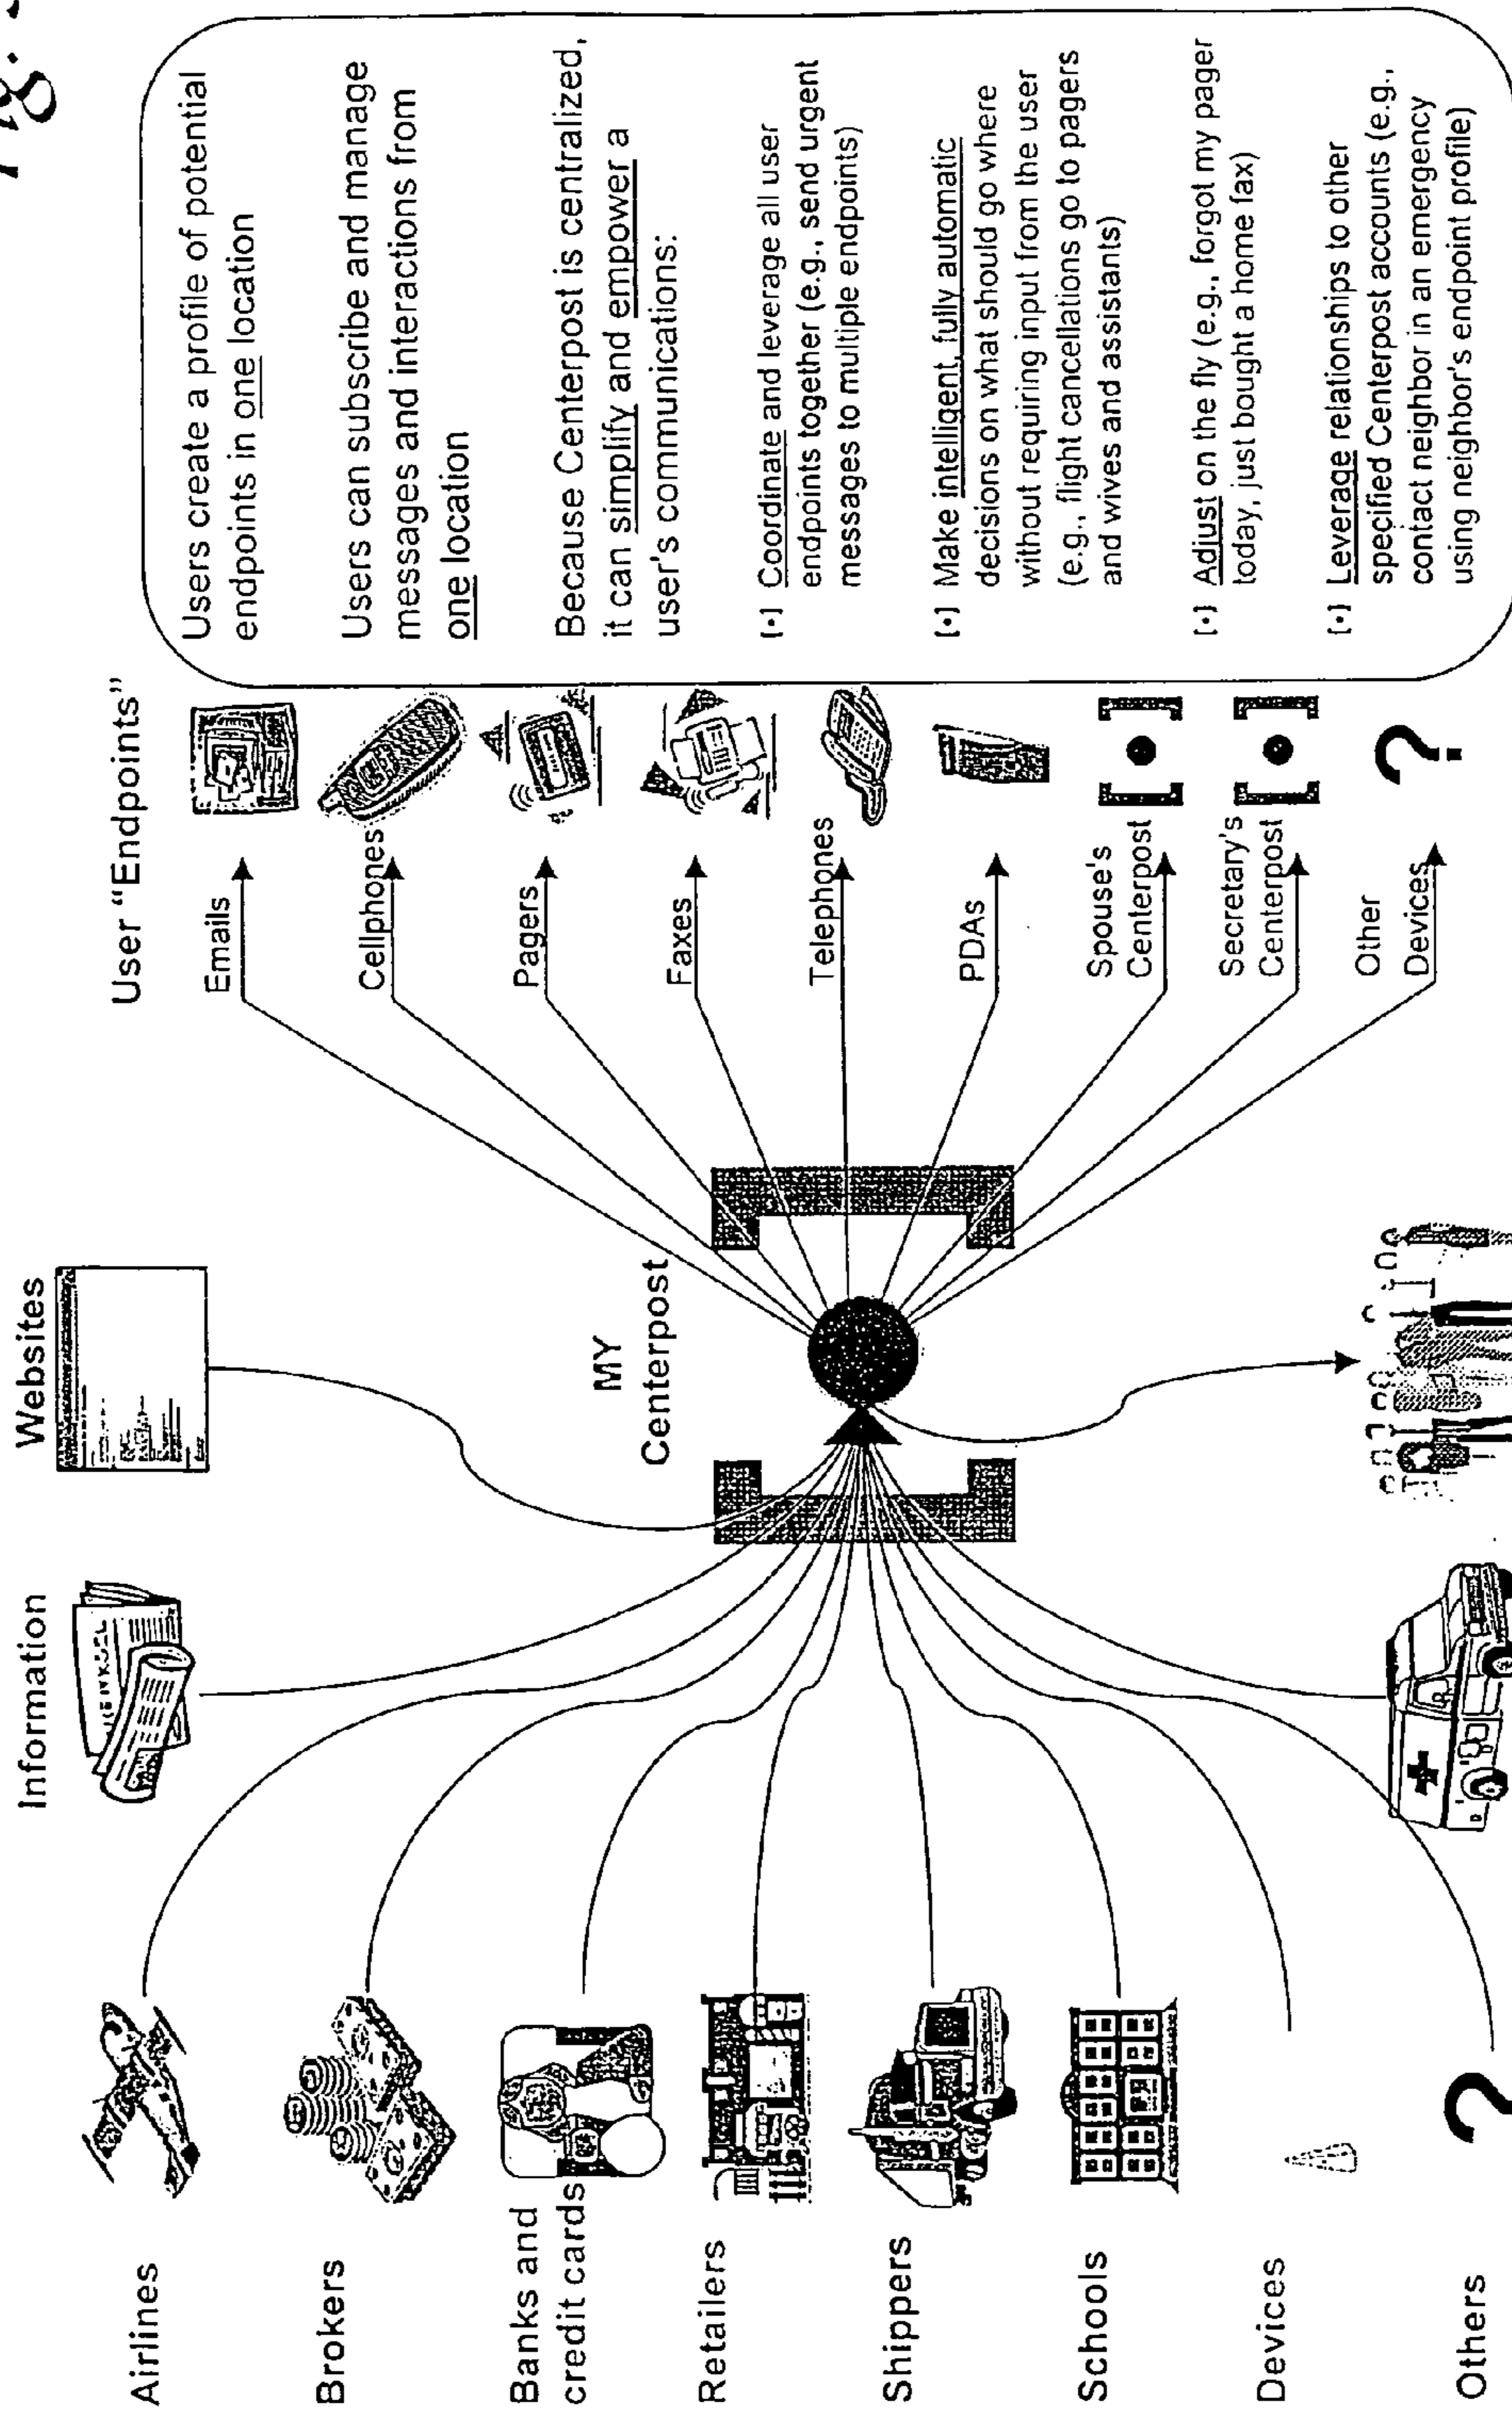 Websites
Information
Airlines
Brokers
Banks and
credit cards
Retailers
Shippers
Schools
Devices
Others
MY
Centerpost
User “Endpoints”
Emails
Cellphones
Pagers
Faxes
Telephones
PDAs
Spouse's
Centerpost
Secretary's
Centerpost
Other
Devices
?
?
Users create a profile of potential
endpoints in one location
Users can subscribe and manage
messages and interactions from
one location
Because Centerpost is centralized,
it can simplify and empower a
user's communications:
[•] Coordinate and leverage all user
endpoints together (e.g., send urgent
messages to multiple endpoints)
[•] Make intelligent, fully automatic
decisions on what should go where
without requiring input from the user
(e.g., flight cancellations go to pagers
and wives and assistants)
[•] Adjust on the fly (e.g., forgot my pager
today, just bought a home fax)
[•] Leverage relationships to other
specified Centerpost accounts (e.g.,
contact neighbor in an emergency
using neighbor's endpoint profile)